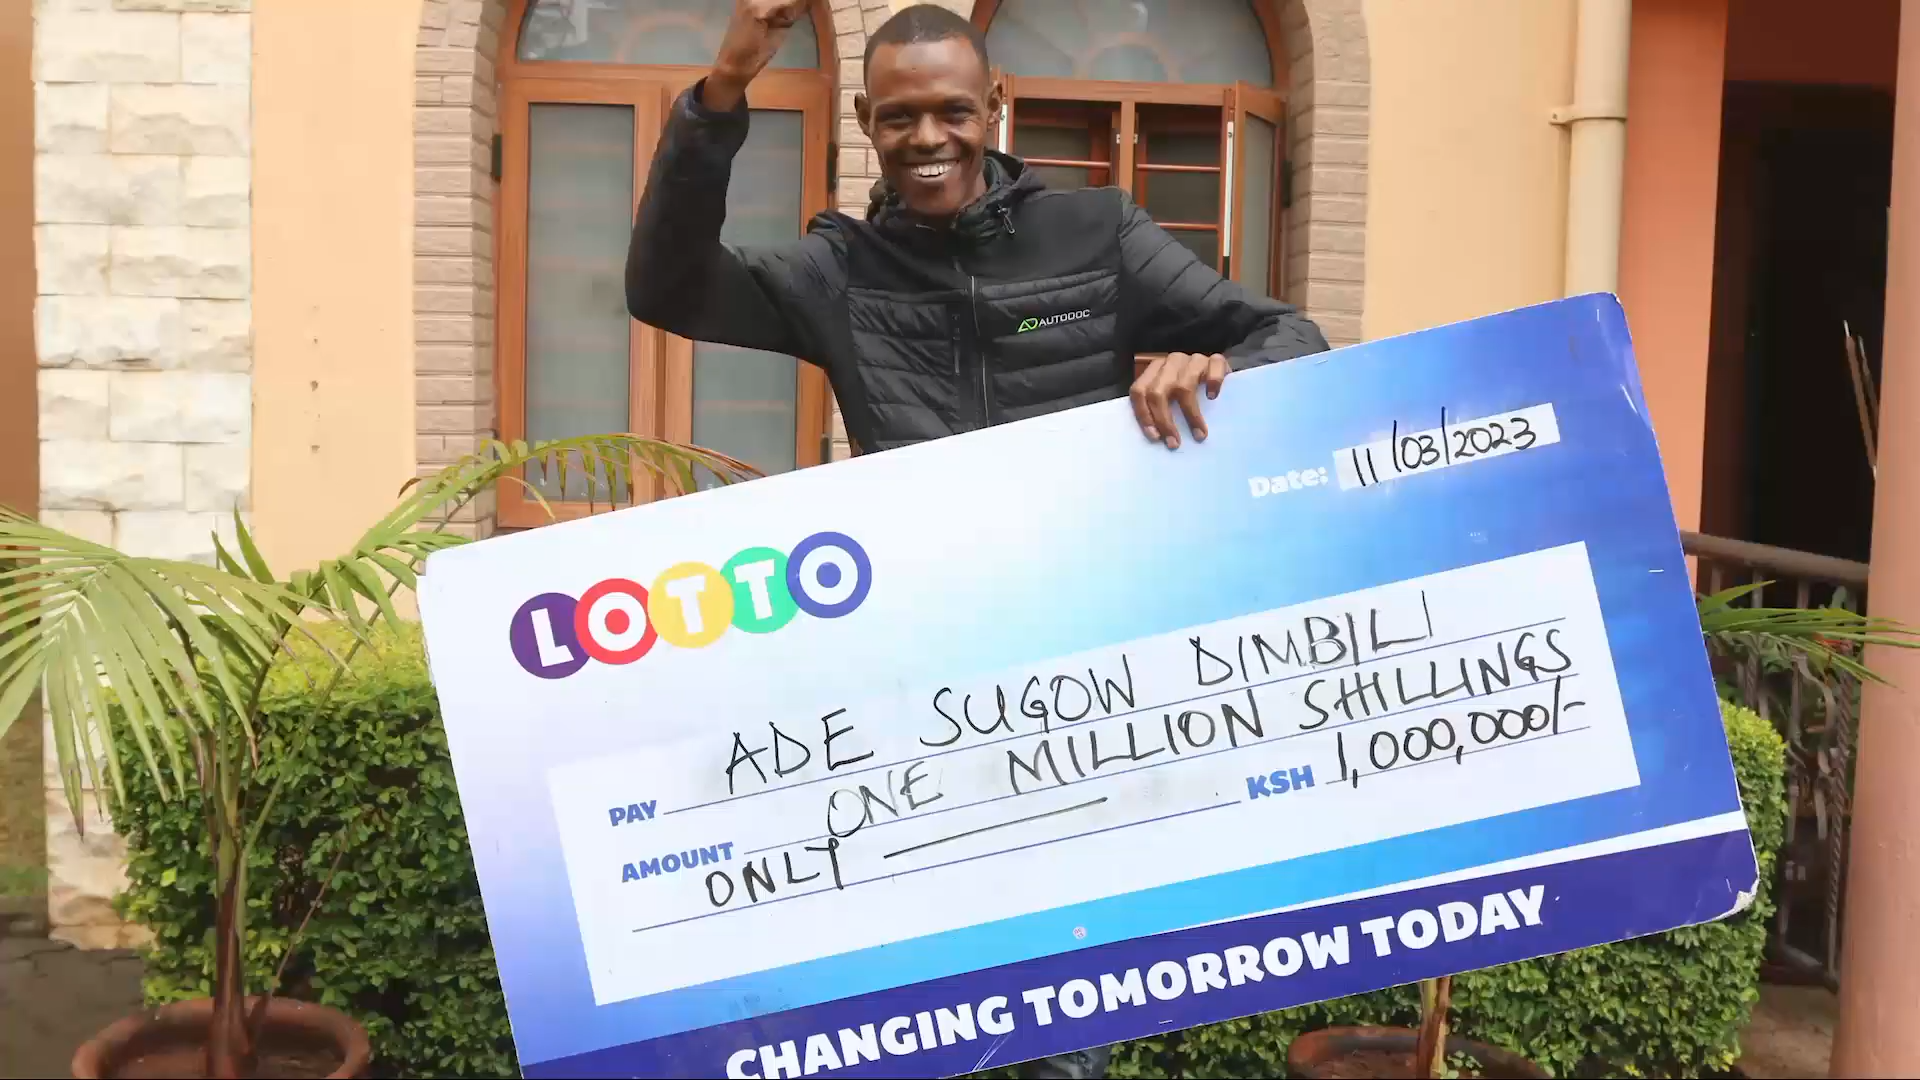 AUTODOC
Date: 11/03/2023
LOTTO
PAY ADE SUGOW DIMBILI
AMOUNT ONE MILLION SHILLINGS
ONLY KSH 1,000,000/-
CHANGING TOMORROW TODAY